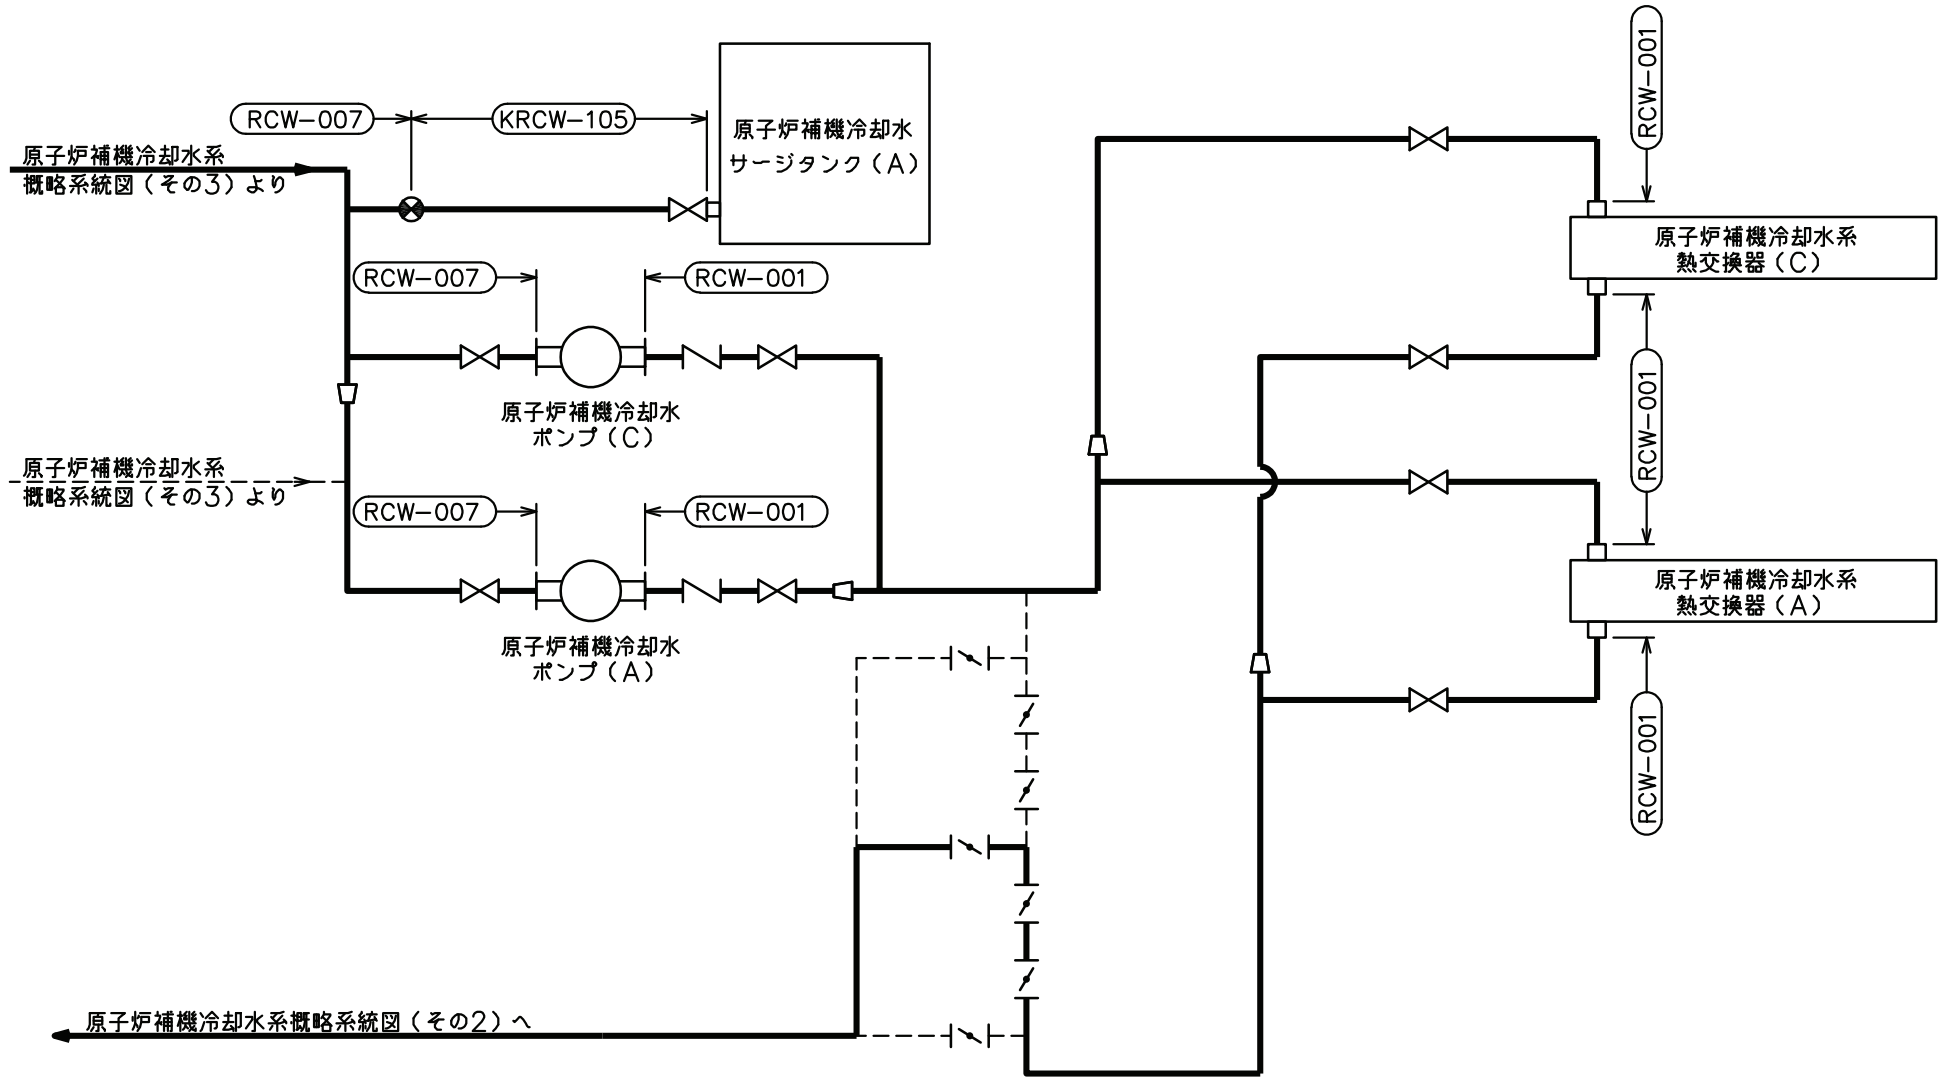 RCW-001
RCW-007
KRCW-105
原子炉補機冷却水
サージタンク(A)
原子炉補機冷却水系
概略系統図(その3)より
原子炉補機冷却水系
熱交換器(C)
RCW-007
RCW-001
原子炉補機冷却水
ポンプ(C)
RCW-001
原子炉補機冷却水系
概略系統図(その3)より
RCW-007
RCW-001
原子炉補機冷却水系
熱交換器(A)
原子炉補機冷却水
ポンプ(A)
RCW-001
原子炉補機冷却水系概略系統図(その2)へ